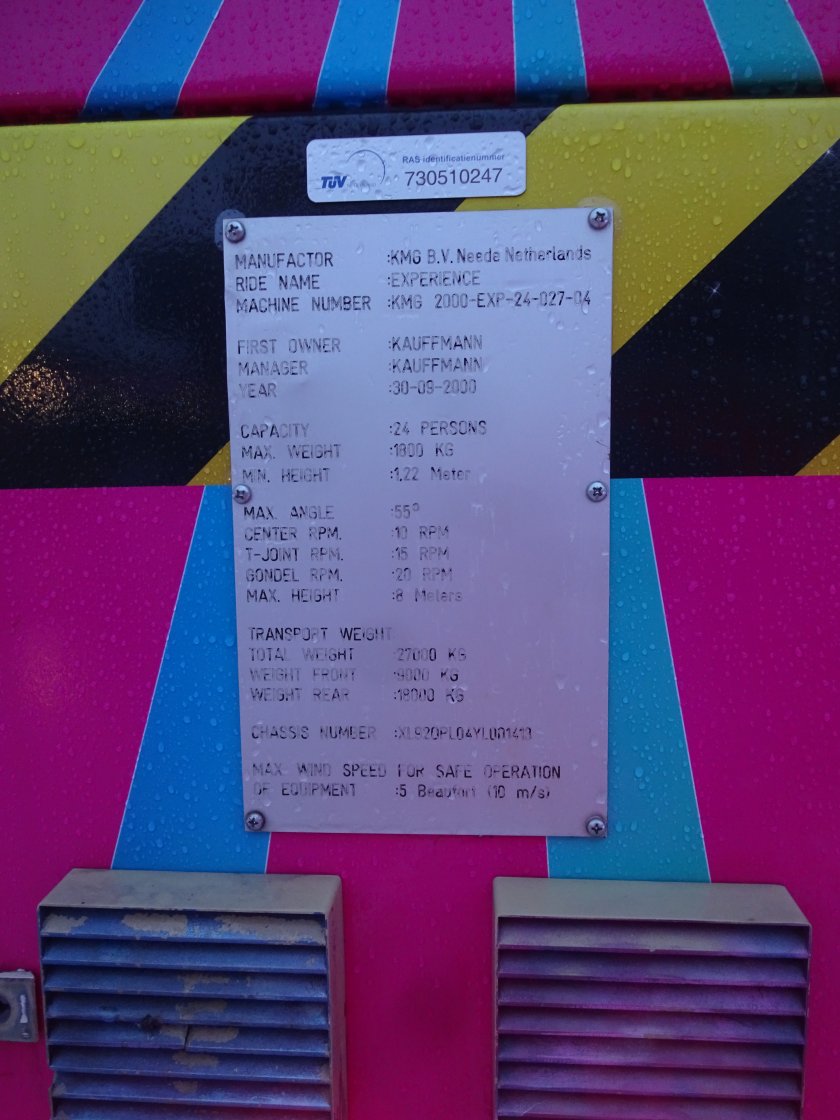 TÜV
RAS identificatienummer
730510247
MANUFACTOR :KMG B.V. Neede Netherlands
RIDE NAME :EXPERIENCE
MACHINE NUMBER :KMG 2000-EXP-24-027-04
FIRST OWNER :KAUFFMANN
MANAGER :KAUFFMANN
YEAR :30-09-2000
CAPACITY :24 PERSONS
MAX. WEIGHT :1800 KG
MIN. HEIGHT :1,22 Meter
MAX. ANGLE :55°
CENTER RPM. :10 RPM
T-JOINT RPM. :15 RPM
GONDEL RPM. :20 RPM
MAX. HEIGHT :8 Meters
TRANSPORT WEIGHT
TOTAL WEIGHT :27000 KG
WEIGHT FRONT :9000 KG
WEIGHT REAR :18000 KG
CHASSIS NUMBER :XL920PL04YL001413
MAX WIND SPEED FOR SAFE OPERATION
OF EQUIPMENT :5 Beaufort (10 m/s)